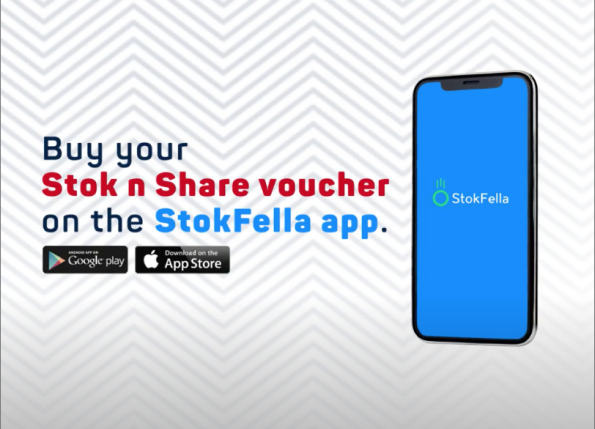 Buy your
Stok n Share voucher
on the StokFella app.
ANDROID APP ON
Google play
Download on the
App Store
StokFella